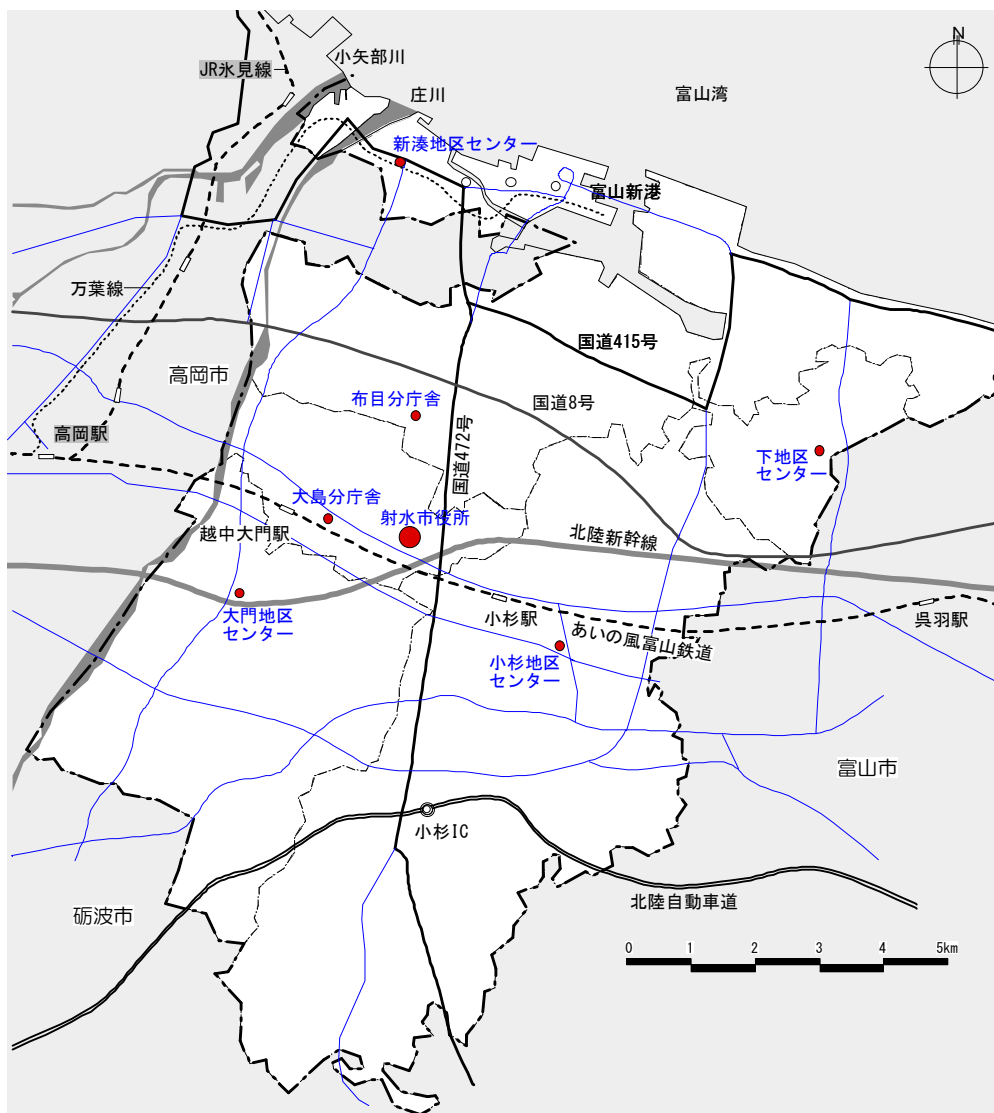 小矢部川
N
JR氷見線
庄川
富山湾
新湊地区センター
富山新港
万葉線
国道415号
高岡市
布目分庁舎
国道8号
高岡駅
国道472号
下地区
センター
大島分庁舎
射水市役所
越中大門駅
北陸新幹線
大門地区
センター
小杉駅
呉羽駅
あいの風富山鉄道
小杉地区
センター
富山市
小杉IC
北陸自動車道
砺波市
0 1 2 3 4 5km